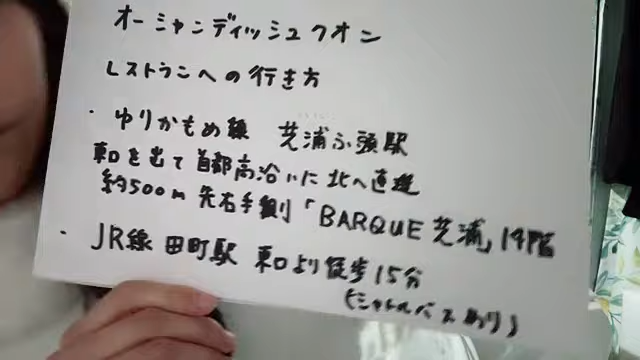 オーシャンディッシュクオン
レストランへの行き方
・ゆりかもめ線 芝浦ふ頭駅
東口を出て首都高沿いに北へ直進
約500m先右手側「BARQUE芝浦」14階
・JR線 田町駅 東口より徒歩15分
(シャトルバスあり)